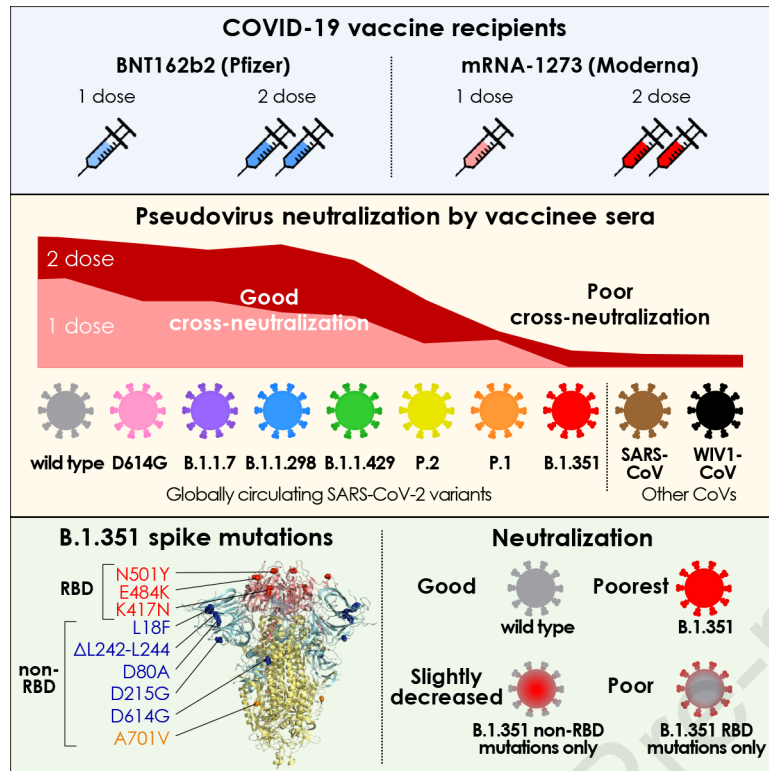 COVID-19 vaccine recipients
BNT162b2 (Pfizer)
1 dose
2 dose
mRNA-1273 (Moderna)
1 dose
2 dose
Pseudovirus neutralization by vaccinee sera
2 dose
1 dose
Good
cross-neutralization
Poor
cross-neutralization
wild type
D614G
B.1.1.7
B.1.1.298
B.1.1.429
P.2
P.1
B.1.351
SARS-
CoV
WIV1-
CoV
Globally circulating SARS-CoV-2 variants
Other CoVs
B.1.351 spike mutations
RBD
N501Y
E484K
K417N
non-
RBD
L18F
ΔL242-L244
D80A
D215G
D614G
A701V
Neutralization
Good
wild type
Poorest
B.1.351
Slightly
decreased
B.1.351 non-RBD
mutations only
Poor
B.1.351 RBD
mutations only
Pre-